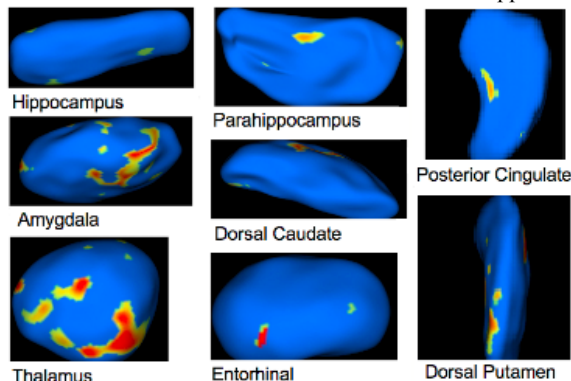 Hippocampus
Parahippocampus
Posterior Cingulate
Amygdala
Dorsal Caudate
Thalamus
Entorhinal
Dorsal Putamen